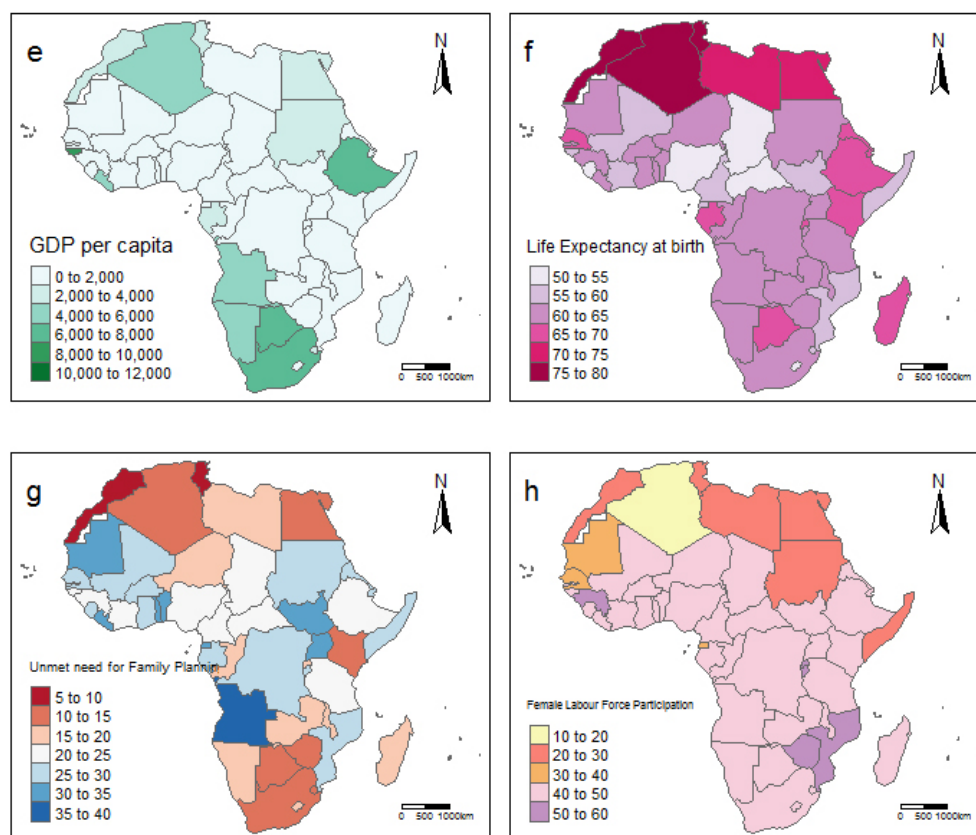 e
N
GDP per capita
0 to 2,000
2,000 to 4,000
4,000 to 6,000
6,000 to 8,000
8,000 to 10,000
10,000 to 12,000
0 500 1000km
f
N
Life Expectancy at birth
50 to 55
55 to 60
60 to 65
65 to 70
70 to 75
75 to 80
0 500 1000km
g
N
Unmet need for Family Plannin
5 to 10
10 to 15
15 to 20
20 to 25
25 to 30
30 to 35
35 to 40
0 500 1000km
h
N
Female Labour Force Participation
10 to 20
20 to 30
30 to 40
40 to 50
50 to 60
0 500 1000km